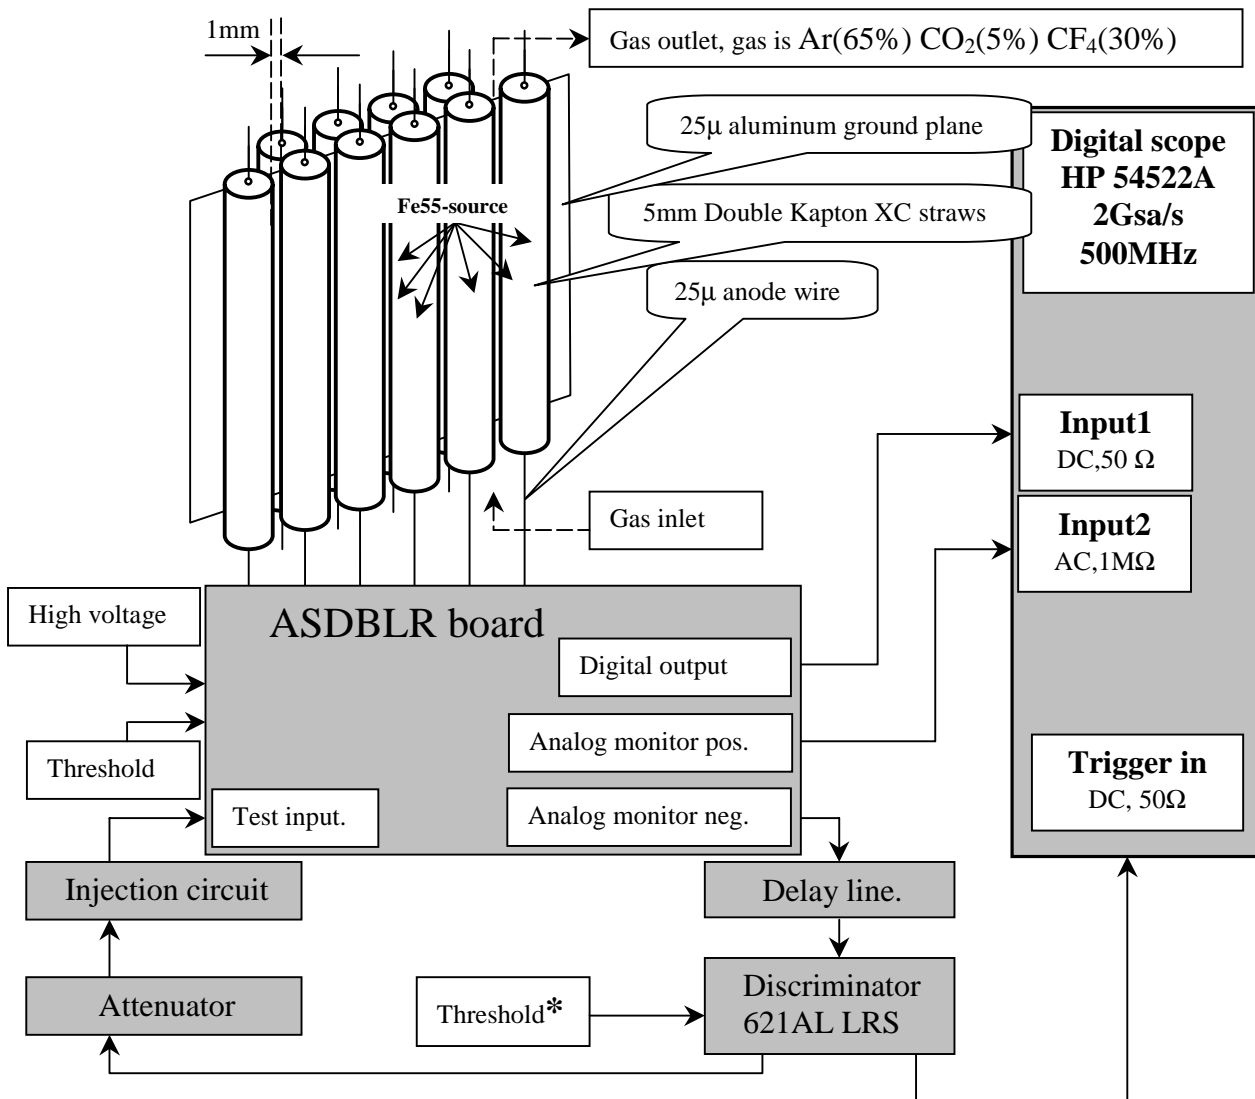 1mm
Gas outlet, gas is Ar(65%) CO₂(5%) CF₄(30%)
25μ aluminum ground plane
Digital scope
HP 54522A
2Gsa/s
500MHz
Fe55-source
5mm Double Kapton XC straws
25μ anode wire
Input1
DC,50 Ω
Gas inlet
Input2
AC,1MΩ
High voltage
ASDBLR board
Digital output
Analog monitor pos.
Threshold
Trigger in
DC, 50Ω
Test input.
Analog monitor neg.
Injection circuit
Delay line.
Attenuator
Threshold*
Discriminator
621AL LRS